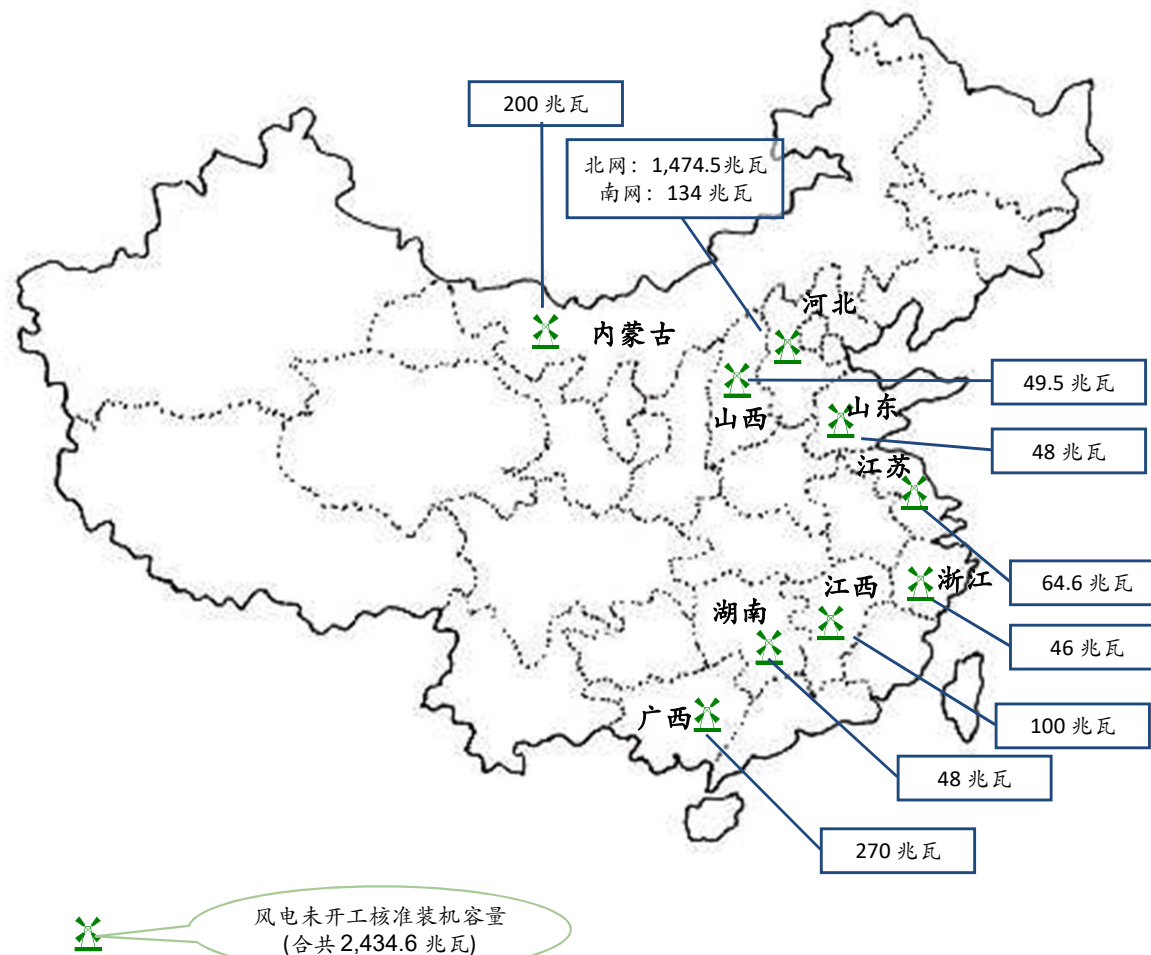 200 兆瓦
北网：1,474.5兆瓦
南网：134 兆瓦
河北
内蒙古
49.5 兆瓦
山西
山东
48 兆瓦
江苏
64.6 兆瓦
浙江
江西
湖南
46 兆瓦
广西
100 兆瓦
48 兆瓦
270 兆瓦
风电未开工核准装机容量
(合共 2,434.6 兆瓦)